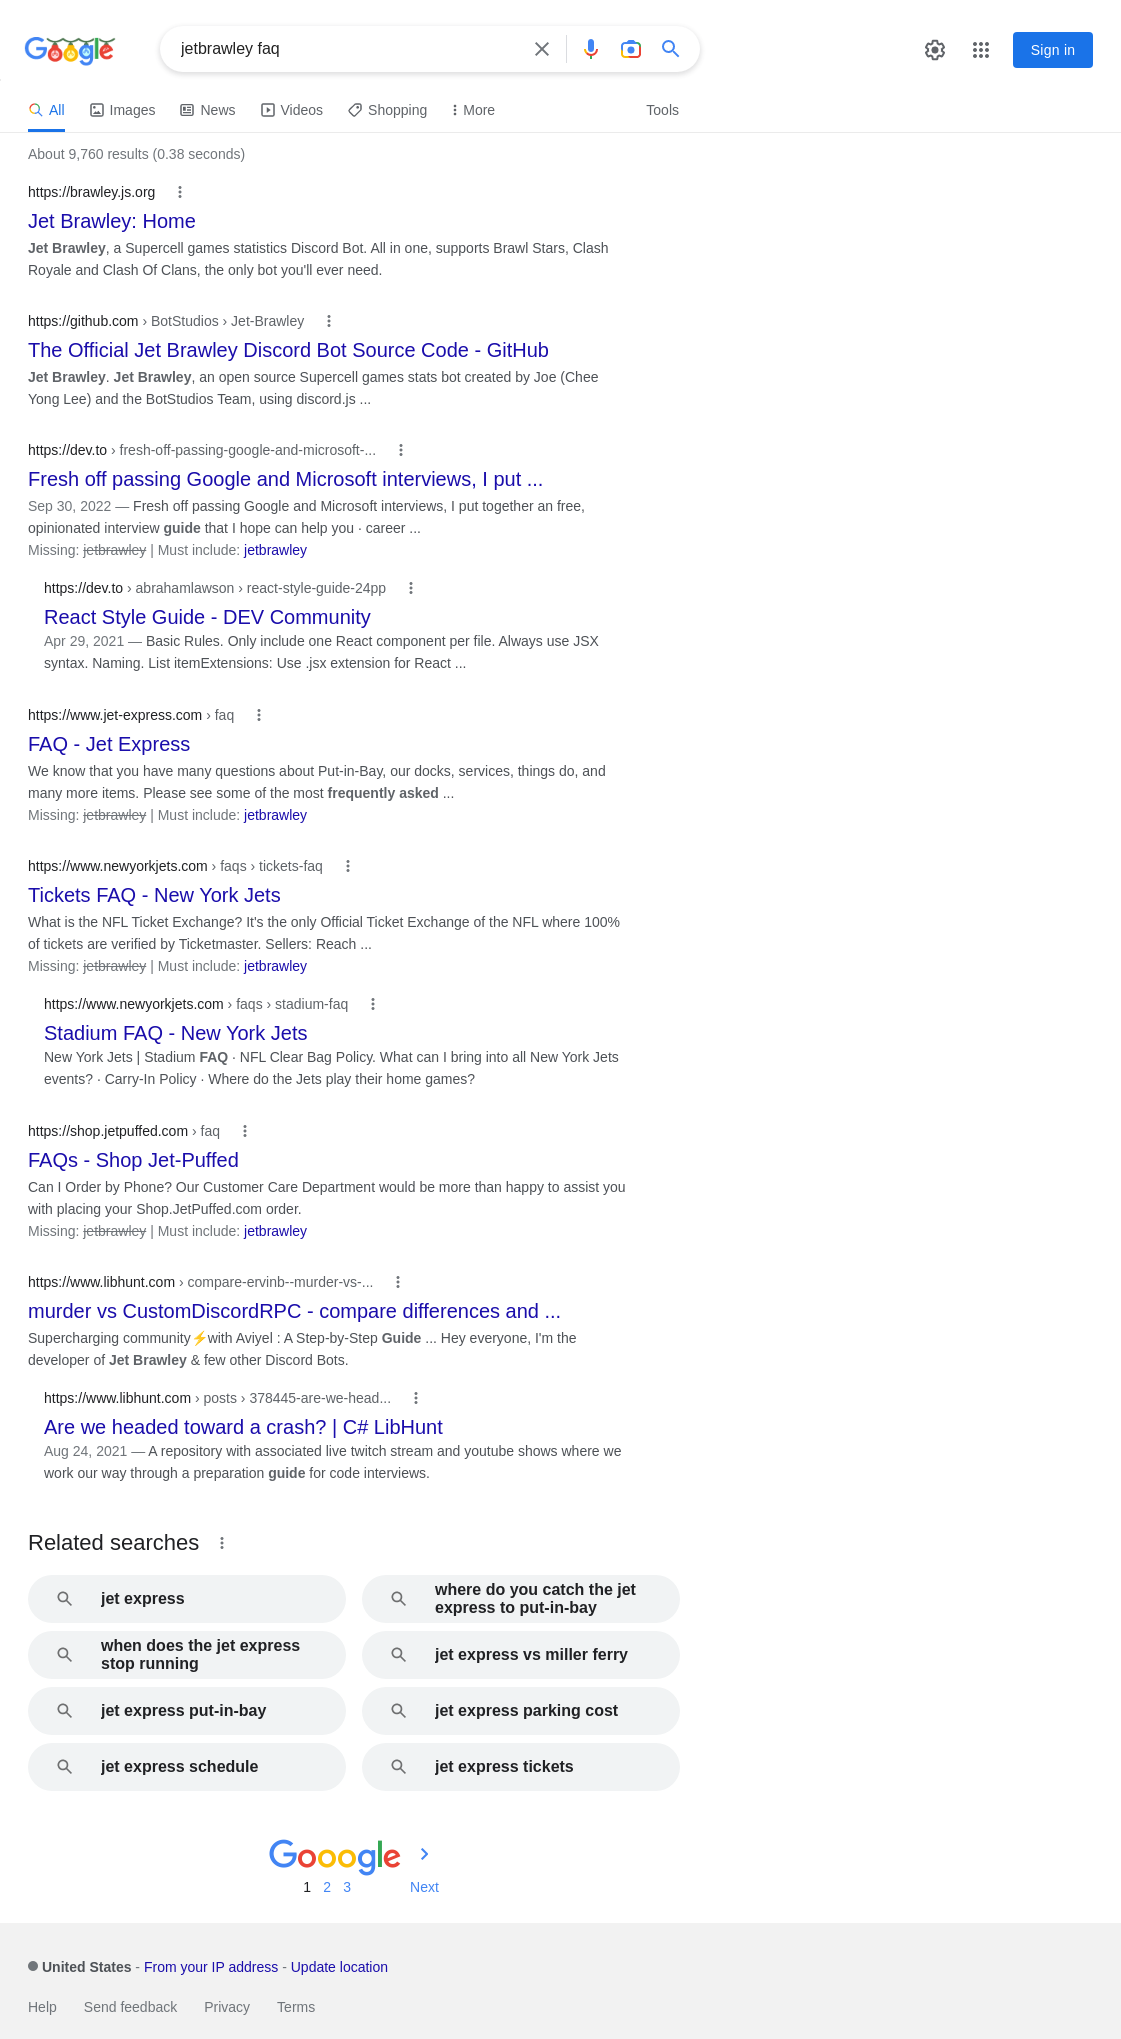 Google
jetbrawley faq
Sign in
All Images News Videos Shopping More Tools
About 9,760 results (0.38 seconds)
https://brawley.js.org
Jet Brawley: Home
Jet Brawley, a Supercell games statistics Discord Bot. All in one, supports Brawl Stars, Clash
Royale and Clash Of Clans, the only bot you'll ever need.
https://github.com › BotStudios › Jet-Brawley
The Official Jet Brawley Discord Bot Source Code - GitHub
Jet Brawley. Jet Brawley, an open source Supercell games stats bot created by Joe (Chee
Yong Lee) and the BotStudios Team, using discord.js ...
https://dev.to › fresh-off-passing-google-and-microsoft-...
Fresh off passing Google and Microsoft interviews, I put ...
Sep 30, 2022 — Fresh off passing Google and Microsoft interviews, I put together an free,
opinionated interview guide that I hope can help you · career ...
Missing: jetbrawley | Must include: jetbrawley
https://dev.to › abrahamlawson › react-style-guide-24pp
React Style Guide - DEV Community
Apr 29, 2021 — Basic Rules. Only include one React component per file. Always use JSX
syntax. Naming. List itemExtensions: Use .jsx extension for React ...
https://www.jet-express.com › faq
FAQ - Jet Express
We know that you have many questions about Put-in-Bay, our docks, services, things do, and
many more items. Please see some of the most frequently asked ...
Missing: jetbrawley | Must include: jetbrawley
https://www.newyorkjets.com › faqs › tickets-faq
Tickets FAQ - New York Jets
What is the NFL Ticket Exchange? It's the only Official Ticket Exchange of the NFL where 100%
of tickets are verified by Ticketmaster. Sellers: Reach ...
Missing: jetbrawley | Must include: jetbrawley
https://www.newyorkjets.com › faqs › stadium-faq
Stadium FAQ - New York Jets
New York Jets | Stadium FAQ · NFL Clear Bag Policy. What can I bring into all New York Jets
events? · Carry-In Policy · Where do the Jets play their home games?
https://shop.jetpuffed.com › faq
FAQs - Shop Jet-Puffed
Can I Order by Phone? Our Customer Care Department would be more than happy to assist you
with placing your Shop.JetPuffed.com order.
Missing: jetbrawley | Must include: jetbrawley
https://www.libhunt.com › compare-ervinb--murder-vs-...
murder vs CustomDiscordRPC - compare differences and ...
Supercharging community⚡with Aviyel : A Step-by-Step Guide ... Hey everyone, I'm the
developer of Jet Brawley & few other Discord Bots.
https://www.libhunt.com › posts › 378445-are-we-head...
Are we headed toward a crash? | C# LibHunt
Aug 24, 2021 — A repository with associated live twitch stream and youtube shows where we
work our way through a preparation guide for code interviews.
Related searches
jet express
where do you catch the jet
express to put-in-bay
when does the jet express
stop running
jet express vs miller ferry
jet express put-in-bay
jet express parking cost
jet express schedule
jet express tickets
Gooogle
1 2 3 Next
United States - From your IP address - Update location
Help Send feedback Privacy Terms